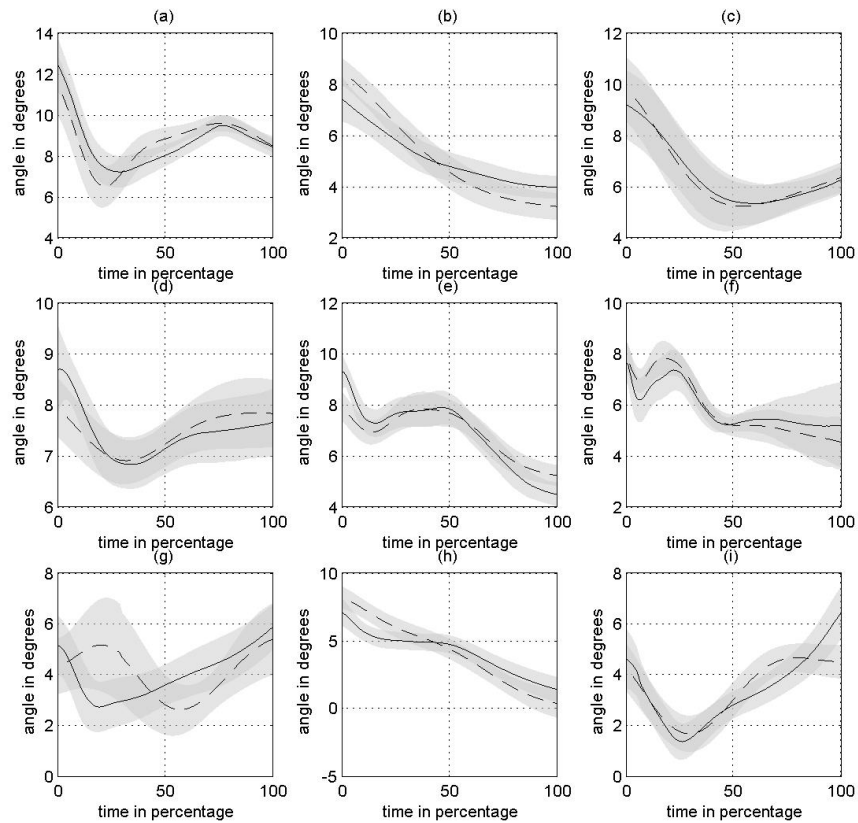 (a) (b) (c)
14 10 12
12 8 10
10 6 8
8 4 6
6
4 2 4
0 50 100 0 50 100 0 50 100
angle in degrees angle in degrees angle in degrees
time in percentage time in percentage time in percentage
(d) (e) (f)
10 12 8
9 10
8 8 6
7 6 4
6 4 2
0 50 100 0 50 100 0 50 100
angle in degrees angle in degrees angle in degrees
time in percentage time in percentage time in percentage
(g) (h) (i)
8 10 8
6 5 6
4 4
2 0 2
0 -5 0
0 50 100 0 50 100 0 50 100
angle in degrees angle in degrees angle in degrees
time in percentage time in percentage time in percentage